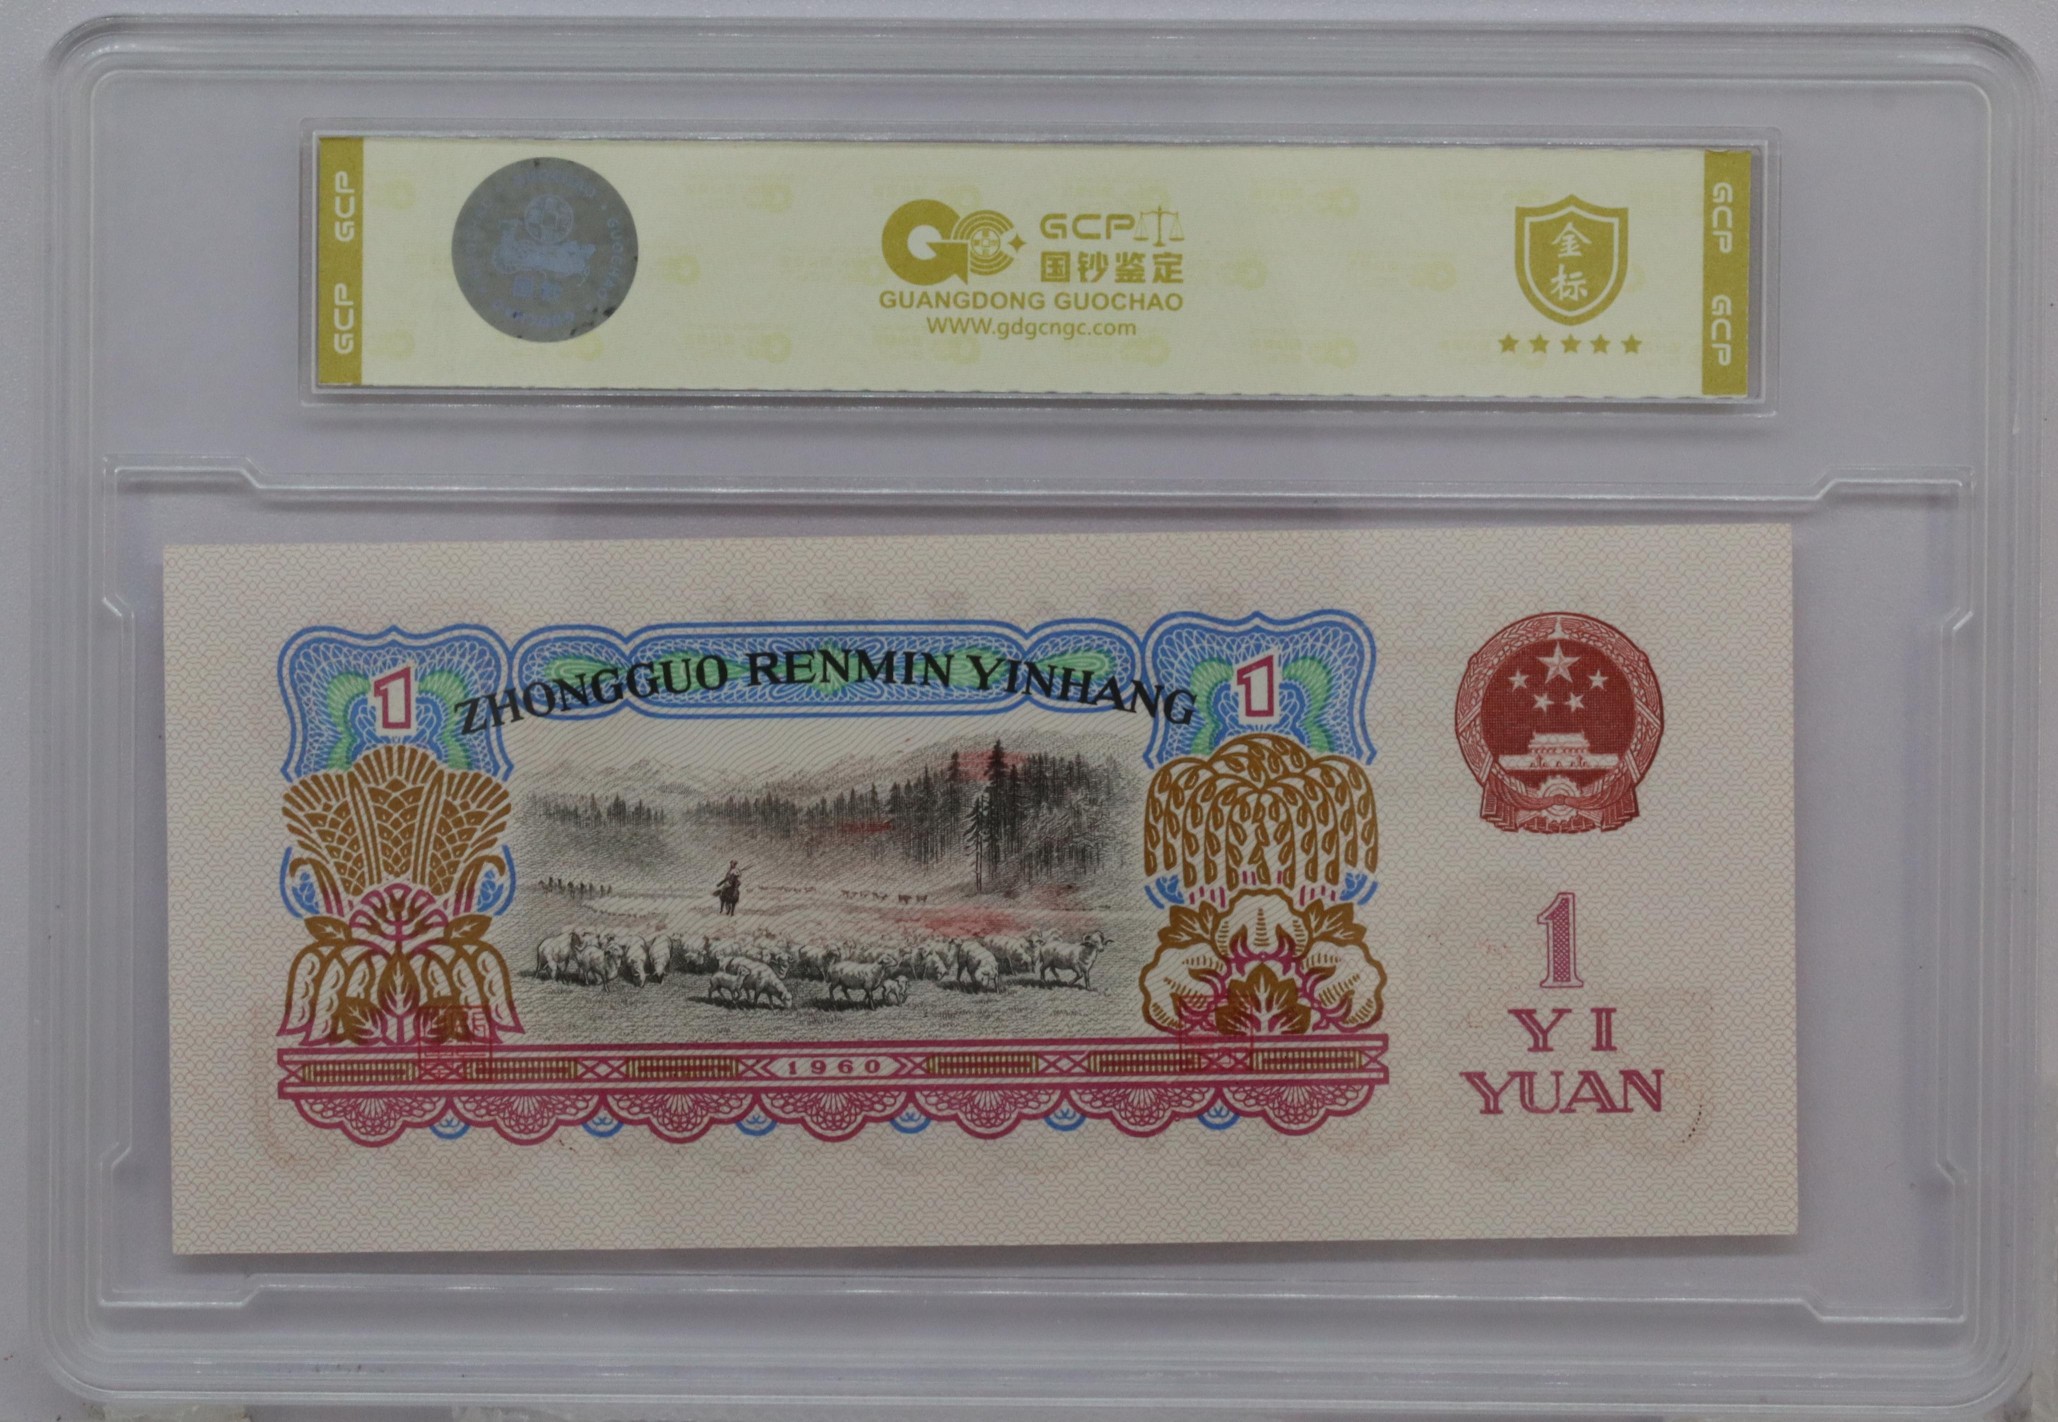 GCP
GCP
GCP
国钞鉴定
GUANGDONG GUOCHAO
WWW.gdgcngc.com
金
标
GCP
GCP
1
ZHONGGUO RENMIN YINHANG
1
1960
1
YI
YUAN